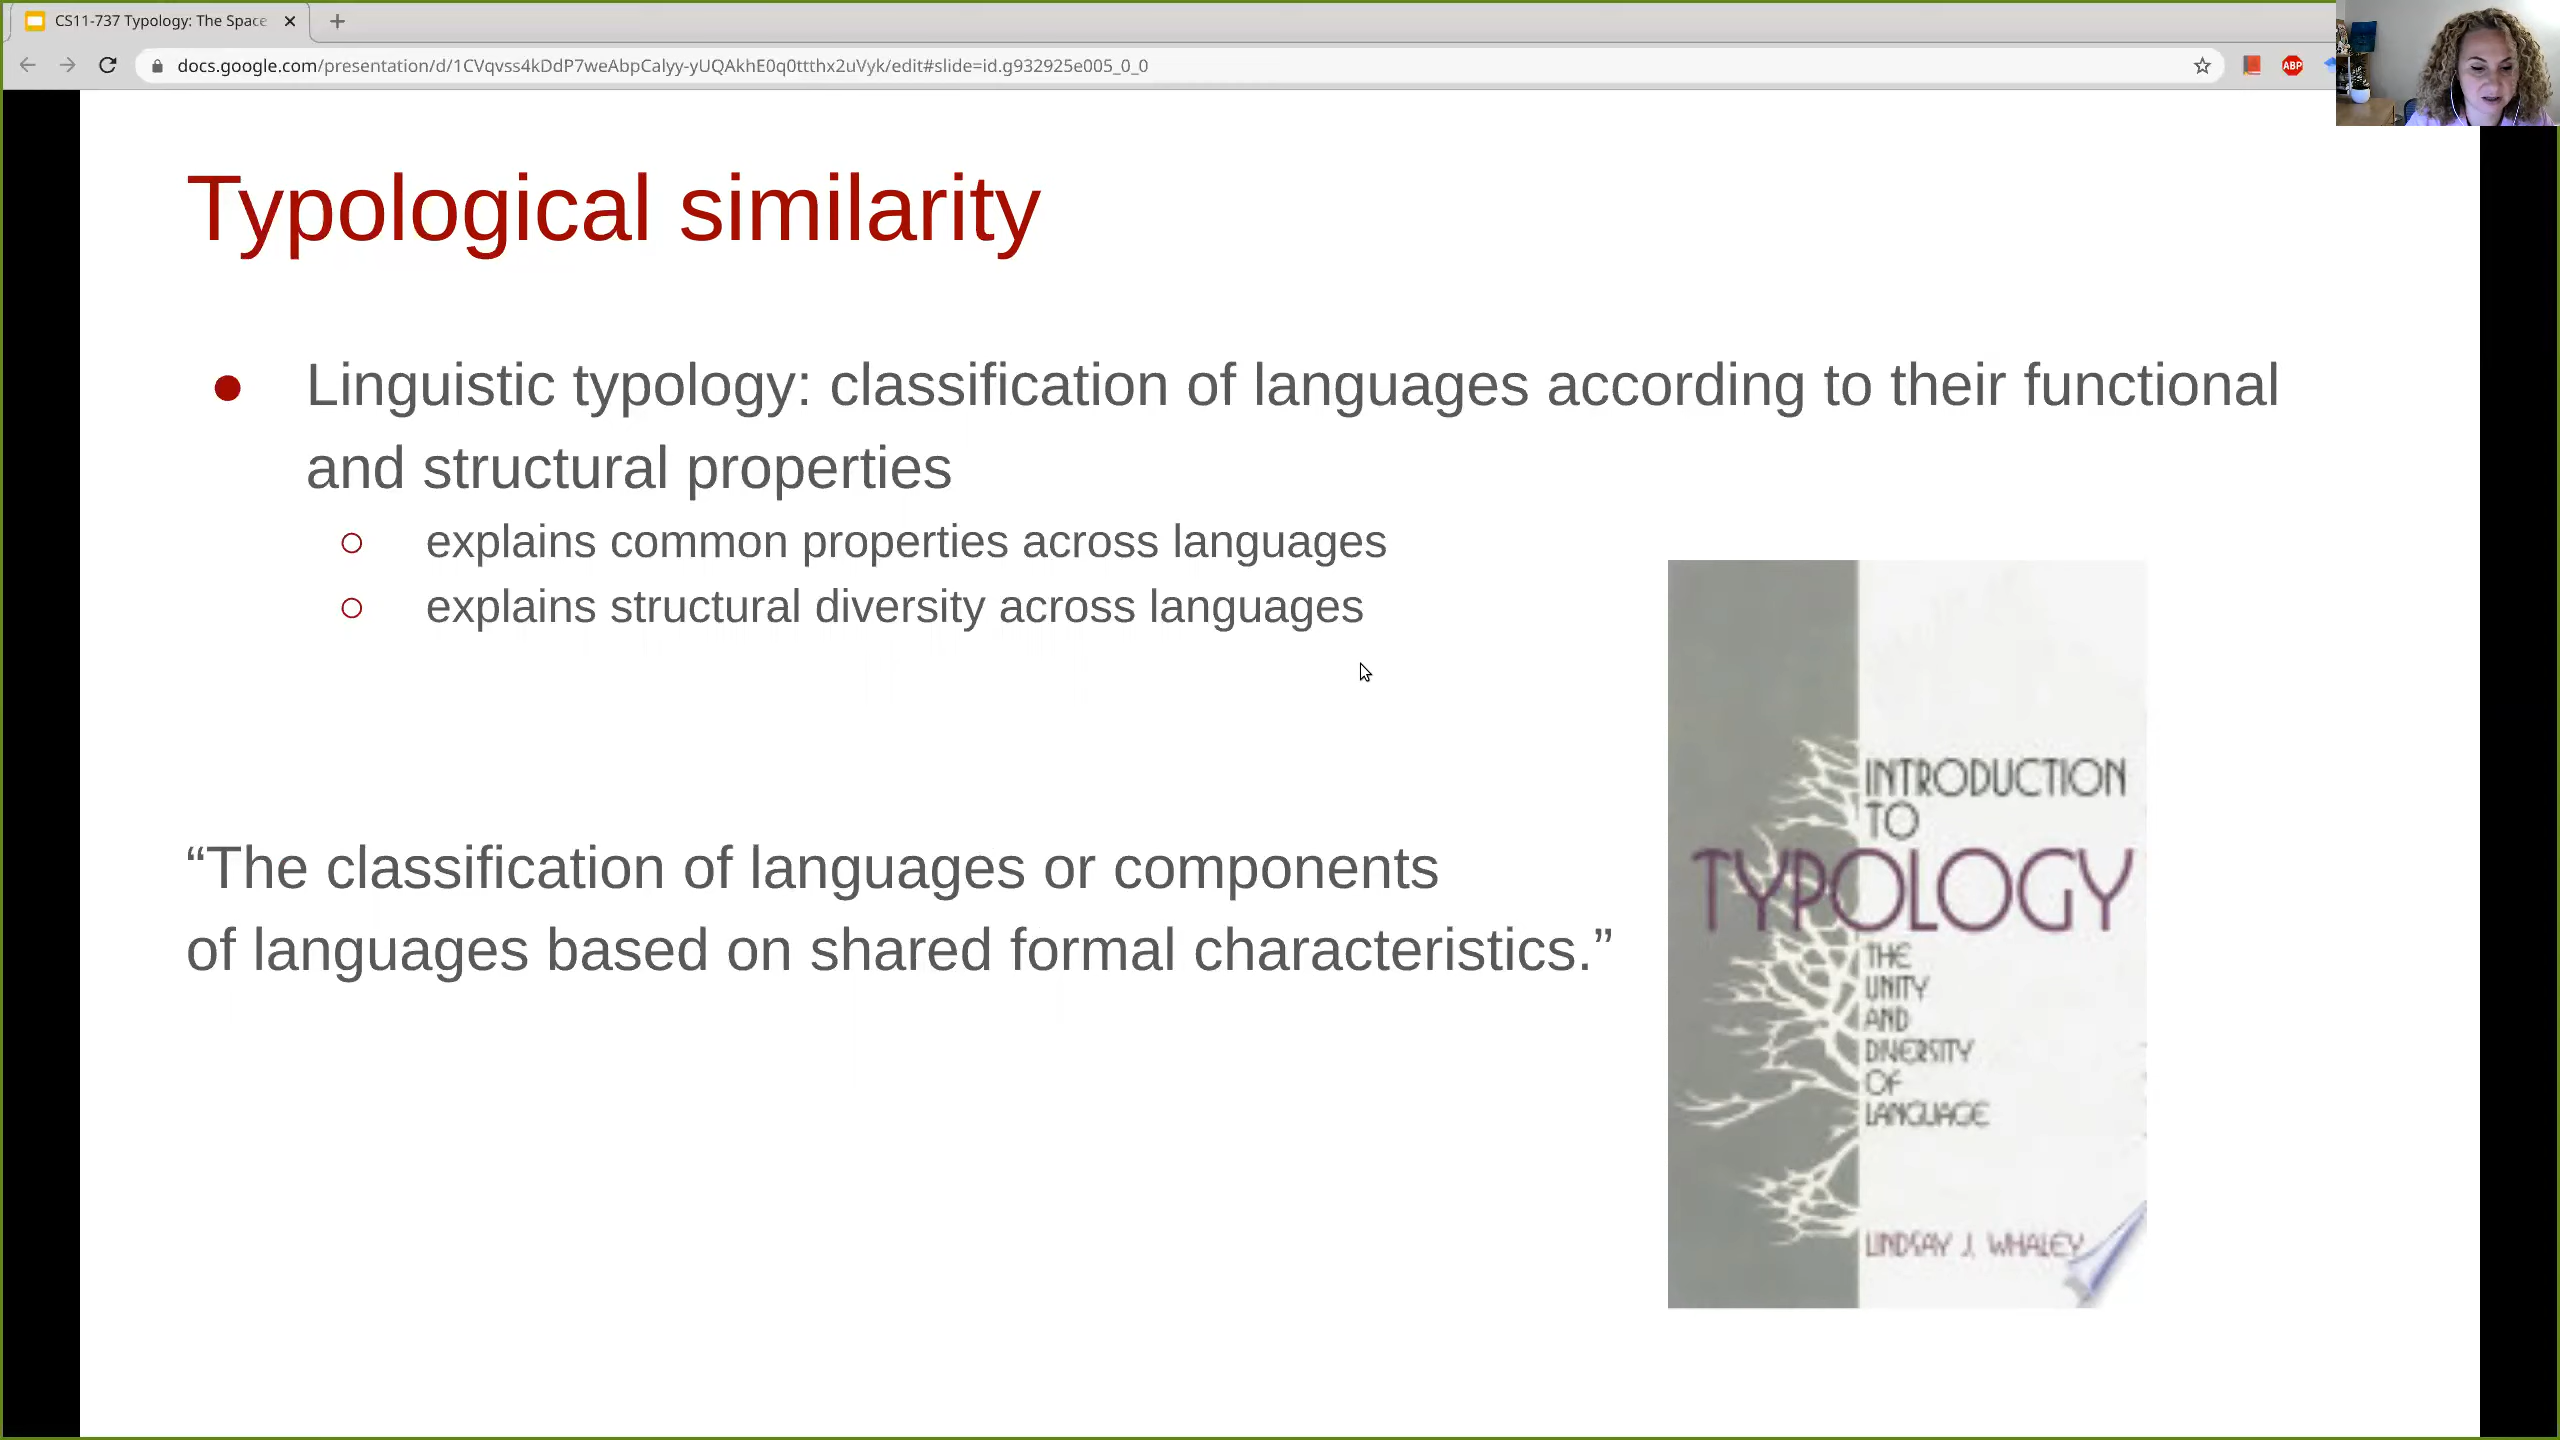 CS11-737 Typology: The Space
docs.google.com/presentation/d/1CVqvss4kDdP7weAbpCalyy-yUQAkhE0q0ttthx2uVyk/edit#slide=id.g932925e005_0_0
ABP
Typological similarity
● Linguistic typology: classification of languages according to their functional
and structural properties
○ explains common properties across languages
○ explains structural diversity across languages
“The classification of languages or components
of languages based on shared formal characteristics.”
INTRODUCTION
TO
TYPOLOGY
THE
UNITY
AND
DIVERSITY
OF
LANGUAGE
LINDSAY J. WHALEY